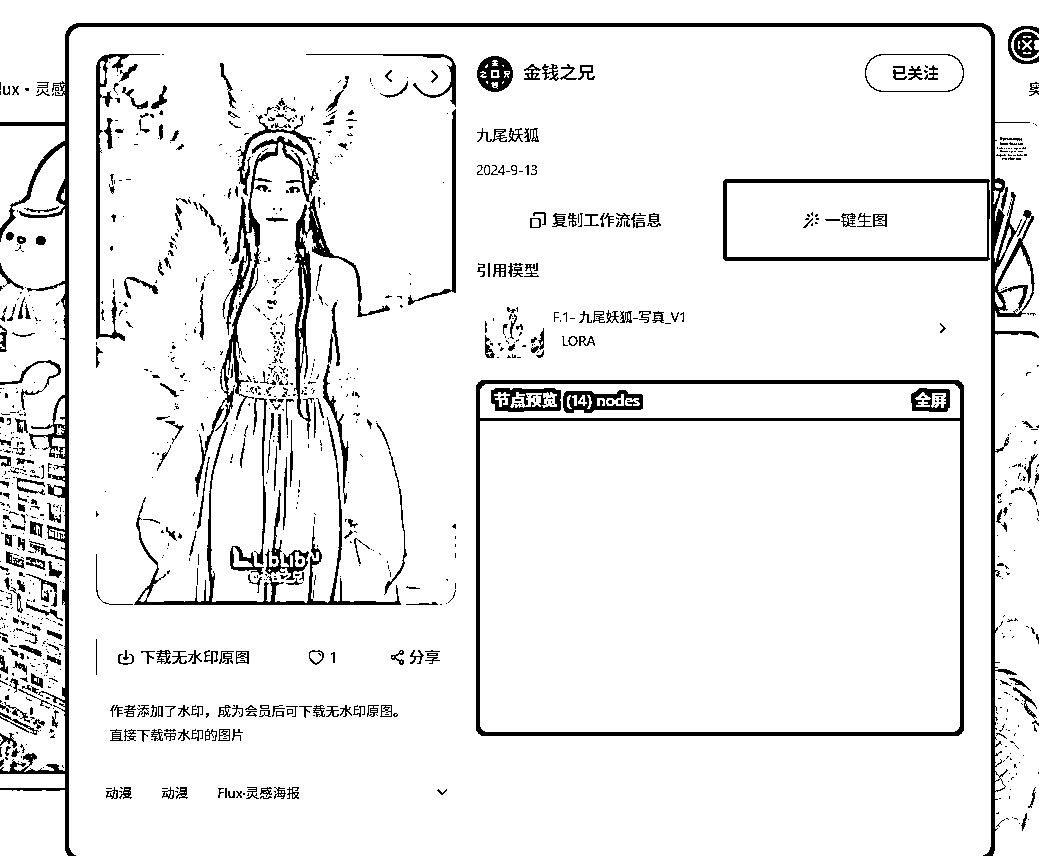 lux • 灵感
金钱之兄
已关注
九尾妖狐
2024-9-13
复制工作流信息
一键生图
引用模型
F.1- 九尾妖狐-写真_V1
LORA
节点预览 (14) nodes
全屏
LibLib
@金钱之兄
下载无水印原图
1
分享
作者添加了水印，成为会员后可下载无水印原图。
直接下载带水印的图片
动漫
动漫
Flux·灵感海报